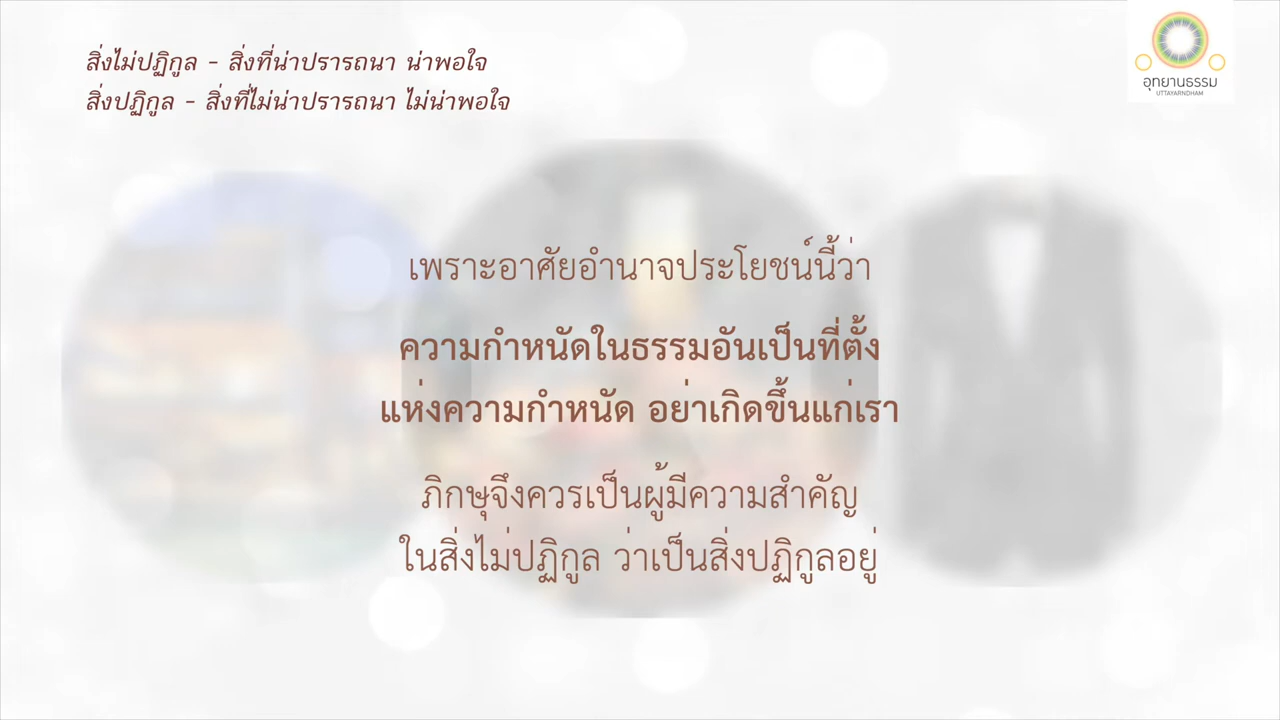 สิ่งไม่ปฏิกูล - สิ่งที่น่าปรารถนา น่าพอใจ
สิ่งปฏิกูล - สิ่งที่ไม่น่าปรารถนา ไม่น่าพอใจ
อุทยานธรรม
UTTAYARNDHAM
เพราะอาศัยอำนาจประโยชน์นี้ว่า
ความกำหนัดในธรรมอันเป็นที่ตั้ง
แห่งความกำหนัด อย่าเกิดขึ้นแก่เรา
ภิกษุจึงควรเป็นผู้มีความสำคัญ
ในสิ่งไม่ปฏิกูล ว่าเป็นสิ่งปฏิกูลอยู่